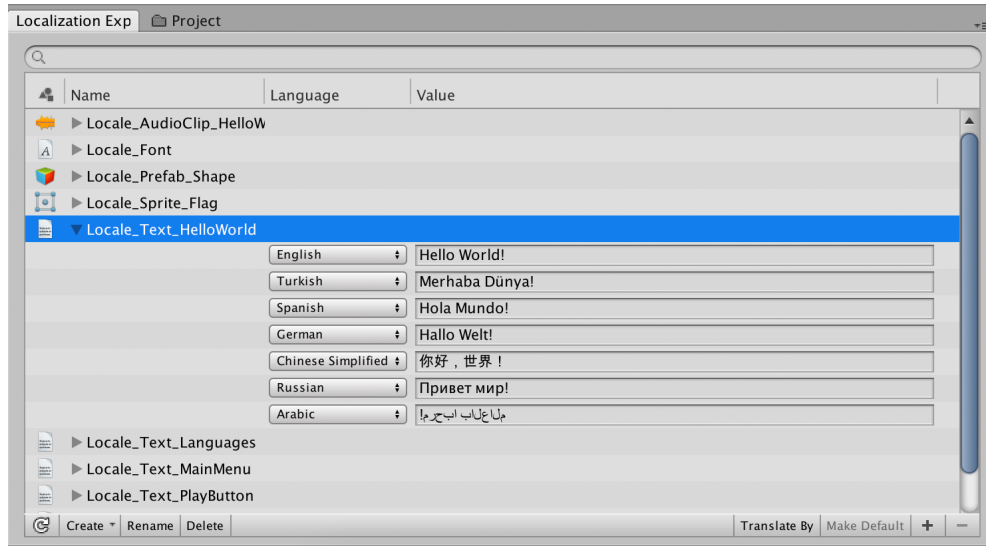 Localization Exp Project
Name Language Value
Locale_AudioClip_HelloW
Locale_Font
Locale_Prefab_Shape
Locale_Sprite_Flag
Locale_Text_HelloWorld
English Hello World!
Turkish Merhaba Dünya!
Spanish Hola Mundo!
German Hallo Welt!
Chinese Simplified 你好，世界！
Russian Привет мир!
Arabic ملاعلاب ابحرم!
Locale_Text_Languages
Locale_Text_MainMenu
Locale_Text_PlayButton
Create Rename Delete Translate By Make Default + −